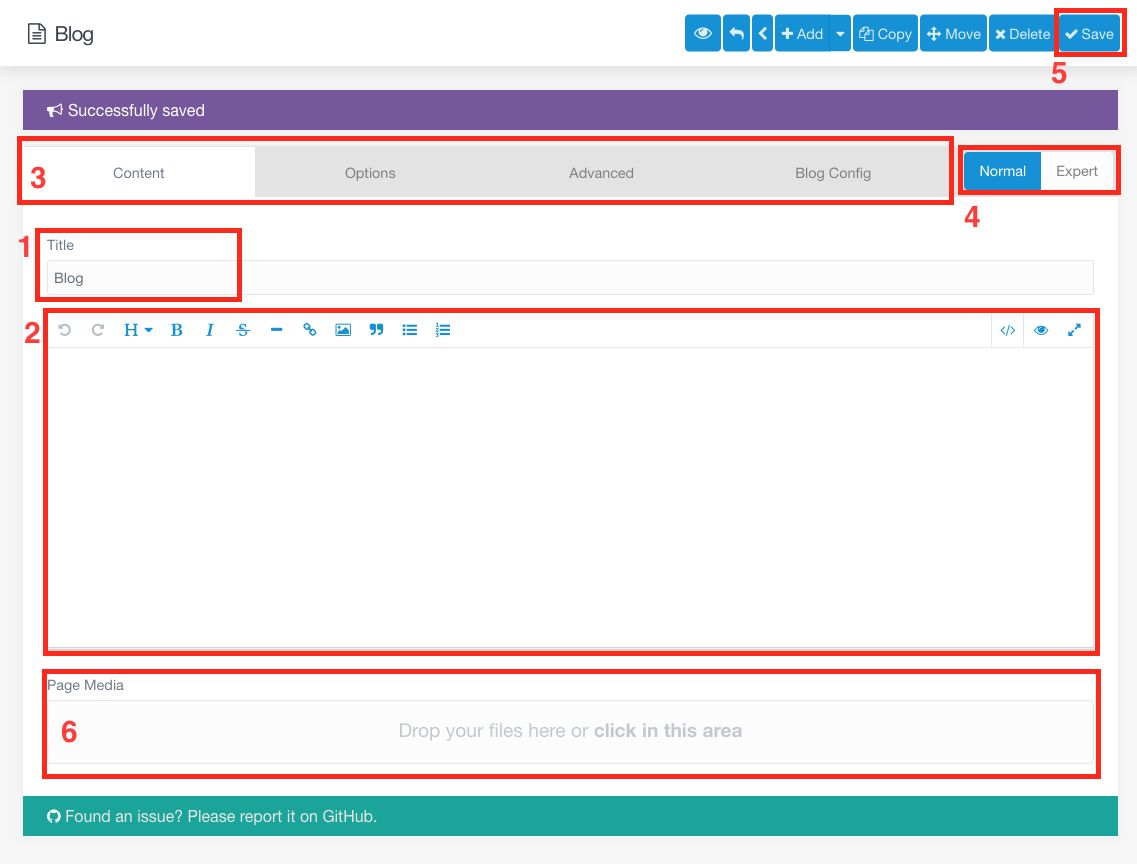 Blog
Add Copy Move Delete Save
5
Successfully saved
3 Content Options Advanced Blog Config Normal Expert
4
1 Title
Blog
2 H B I S
6 Page Media
Drop your files here or click in this area
Found an issue? Please report it on GitHub.